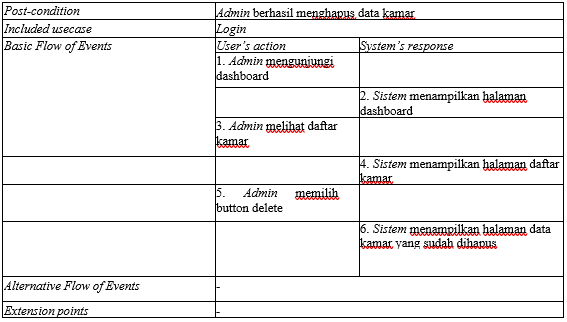 Post-condition Admin berhasil menghapus data kamar
Included usecase Login
Basic Flow of Events User's action System's response
1. Admin mengunjungi
dashboard
2. Sistem menampilkan halaman
dashboard
3. Admin melihat daftar
kamar
4. Sistem menampilkan halaman daftar
kamar
5. Admin memilih
button delete
6. Sistem menampilkan halaman data
kamar yang sudah dihapus
Alternative Flow of Events -
Extension points -